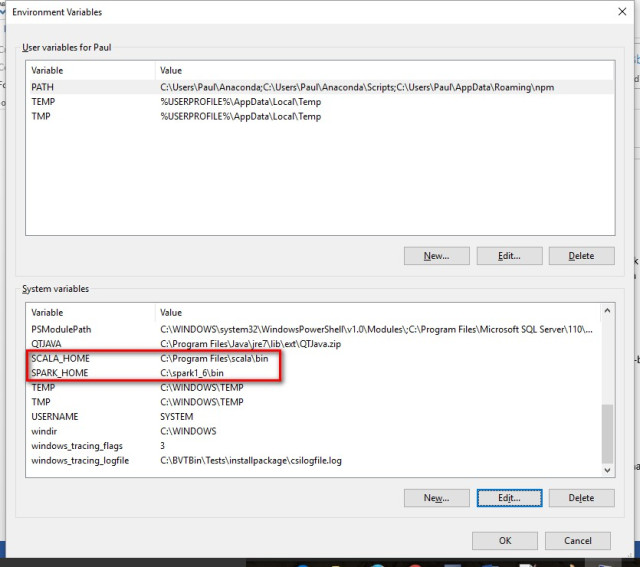 Environment Variables
User variables for Paul
Variable Value
PATH C:\Users\Paul\Anaconda;C:\Users\Paul\Anaconda\Scripts;C:\Users\Paul\AppData\Roaming\npm
TEMP %USERPROFILE%\AppData\Local\Temp
TMP %USERPROFILE%\AppData\Local\Temp
New... Edit... Delete
System variables
Variable Value
PSModulePath C:\WINDOWS\system32\WindowsPowerShell\v1.0\Modules\;C:\Program Files\Microsoft SQL Server\110\...
QTJAVA C:\Program Files\Java\jre7\lib\ext\QTJava.zip
SCALA_HOME C:\Program Files\scala\bin
SPARK_HOME C:\spark1_6\bin
TEMP C:\WINDOWS\TEMP
TMP C:\WINDOWS\TEMP
USERNAME SYSTEM
windir C:\WINDOWS
windows_tracing_flags 3
windows_tracing_logfile C:\BVTBin\Tests\installpackage\csilogfile.log
New... Edit... Delete
OK Cancel